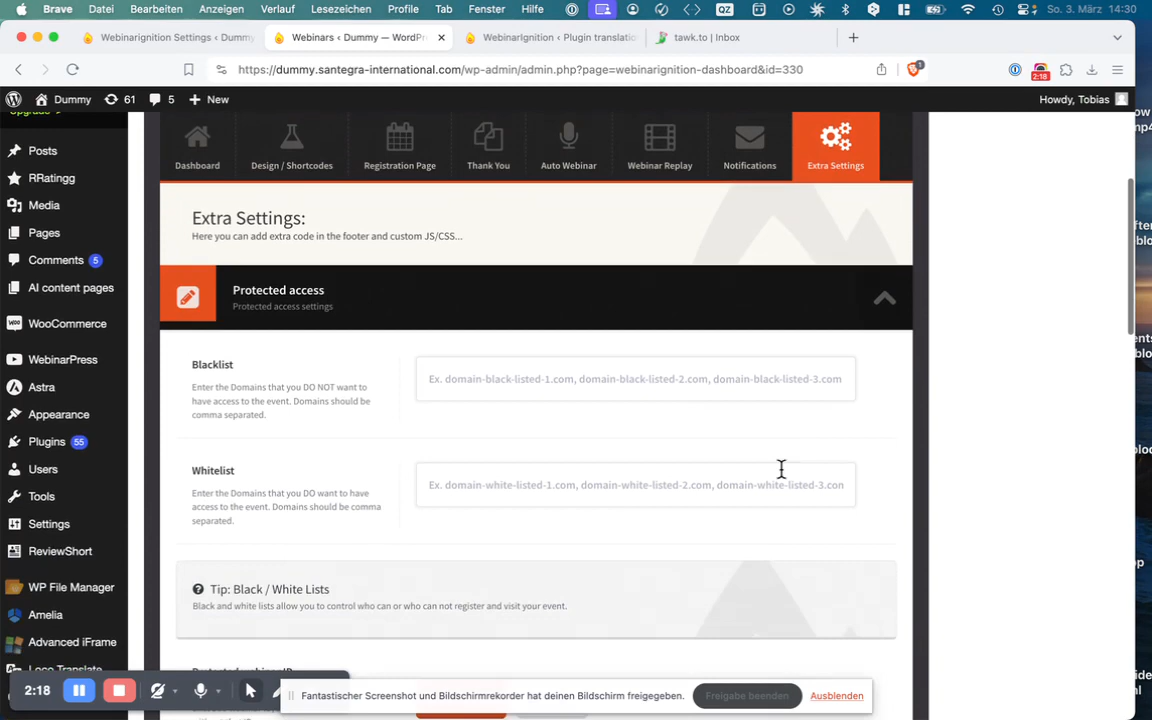 Brave Datei Bearbeiten Anzeigen Verlauf Lesezeichen Profile Tab Fenster Hilfe QZ So. 3. März 14:30
Webinarignition Settings ‹ Dummy
Webinars ‹ Dummy — WordPr
WebinarIgnition ‹ Plugin translation
tawk.to | Inbox
https://dummy.santegra-international.com/wp-admin/admin.php?page=webinarignition-dashboard&id=330
1
2:18
Dummy 61 5 New Howdy, Tobias
Upgrade
Posts
RRatingg
Media
Pages
Comments 5
AI content pages
WooCommerce
WebinarPress
Astra
Appearance
Plugins 55
Users
Tools
Settings
ReviewShort
WP File Manager
Amelia
Advanced iFrame
Loco Translate
Dashboard
Design / Shortcodes
Registration Page
Thank You
Auto Webinar
Webinar Replay
Notifications
Extra Settings
Extra Settings:
Here you can add extra code in the footer and custom JS/CSS...
Protected access
Protected access settings
Blacklist
Enter the Domains that you DO NOT want to
have access to the event. Domains should be
comma separated.
Ex. domain-black-listed-1.com, domain-black-listed-2.com, domain-black-listed-3.com
Whitelist
Enter the Domains that you DO want to have
access to the event. Domains should be comma
separated.
Ex. domain-white-listed-1.com, domain-white-listed-2.com, domain-white-listed-3.con
Tip: Black / White Lists
Black and white lists allow you to control who can or who can not register and visit your event.
2:18
Fantastischer Screenshot und Bildschirmrekorder hat deinen Bildschirm freigegeben.
Freigabe beenden
Ausblenden